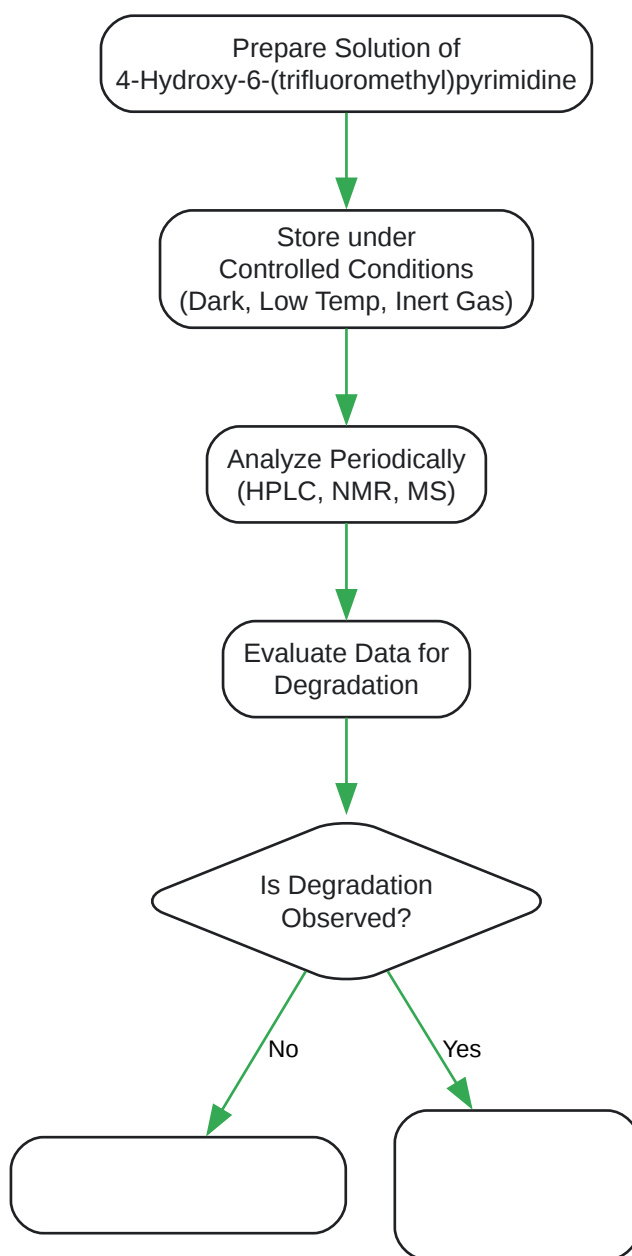 Prepare Solution of
4-Hydroxy-6-(trifluoromethyl)pyrimidine
Store under
Controlled Conditions
(Dark, Low Temp, Inert Gas)
Analyze Periodically
(HPLC, NMR, MS)
Evaluate Data for
Degradation
Is Degradation
Observed?
No
Yes